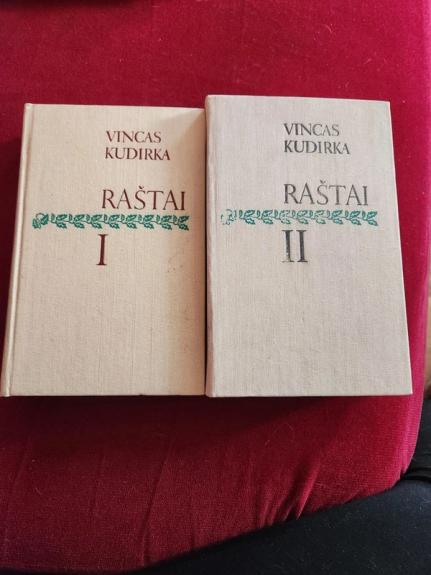 VINCAS
KUDIRKA
RAŠTAI
I
VINCAS
KUDIRKA
RAŠTAI
II